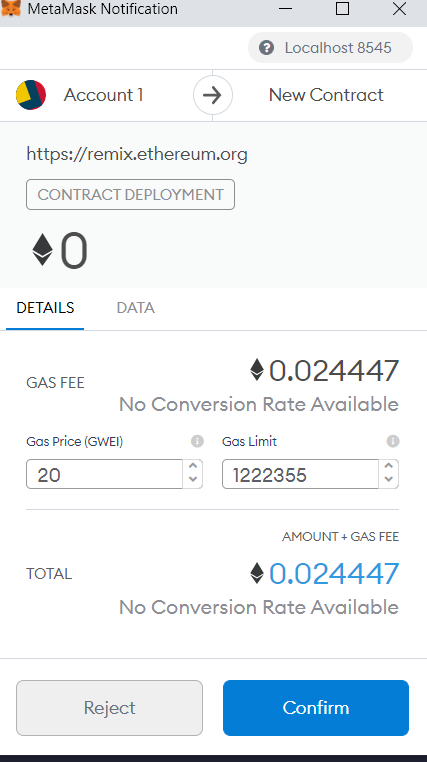 MetaMask Notification
Localhost 8545
Account 1
New Contract
https://remix.ethereum.org
CONTRACT DEPLOYMENT
0
DETAILS DATA
GAS FEE 0.024447
No Conversion Rate Available
Gas Price (GWEI) Gas Limit
20 1222355
AMOUNT + GAS FEE
TOTAL 0.024447
No Conversion Rate Available
Reject Confirm